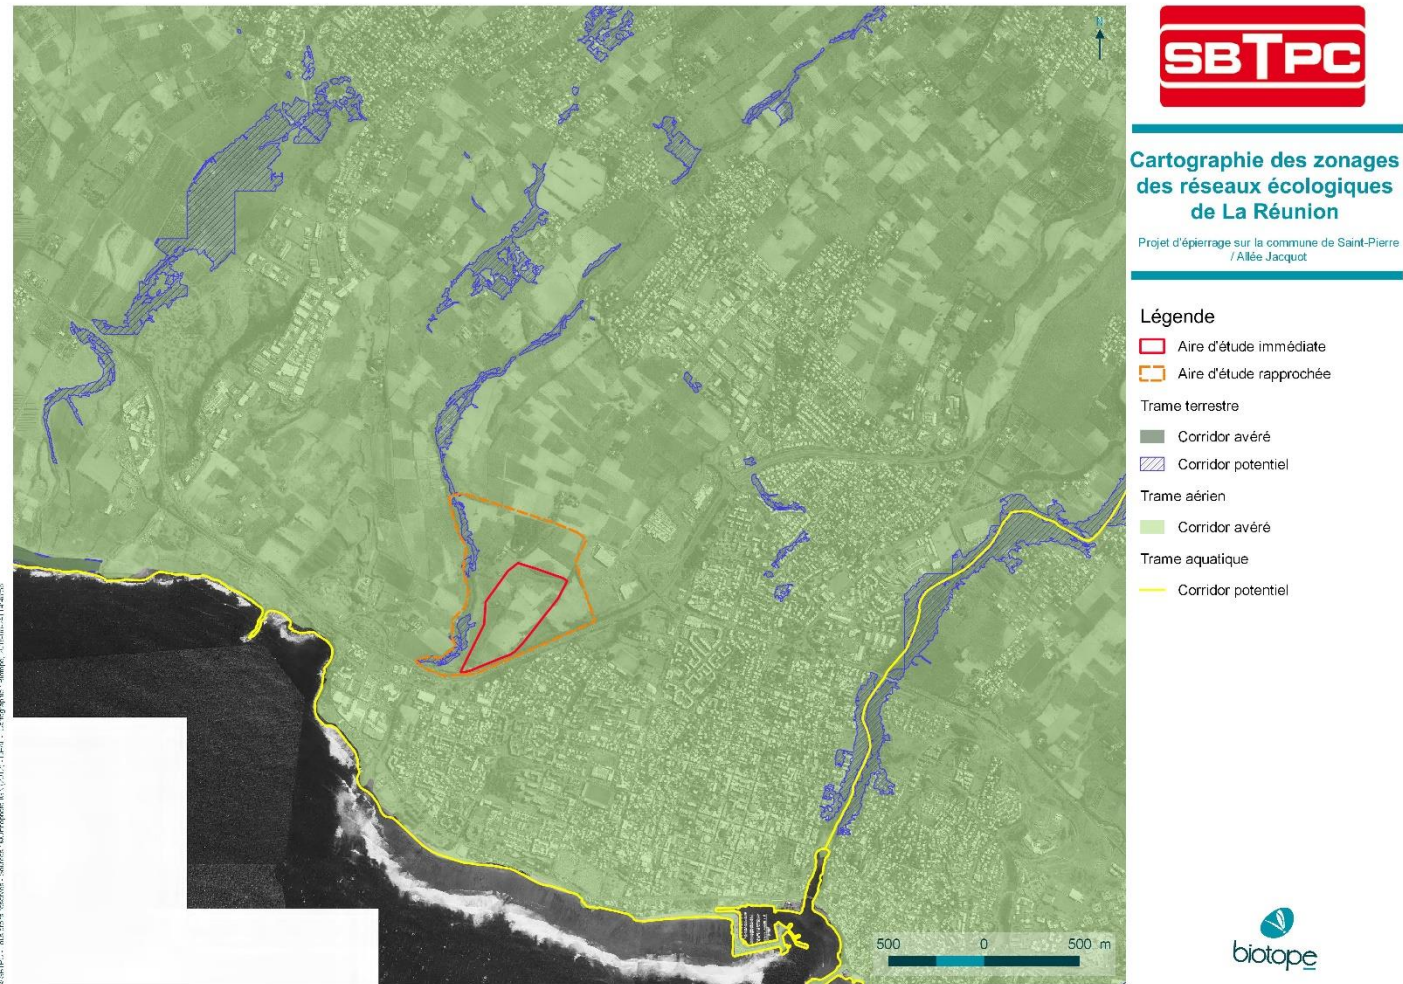 N
SBTPC
Cartographie des zonages
des réseaux écologiques
de La Réunion
Projet d'épierrage sur la commune de Saint-Pierre
/ Allée Jacquot
Légende
Aire d'étude immédiate
Aire d'étude rapprochée
Trame terrestre
Corridor avéré
Corridor potentiel
Trame aérien
Corridor avéré
Trame aquatique
Corridor potentiel
500 0 500 m
biotope